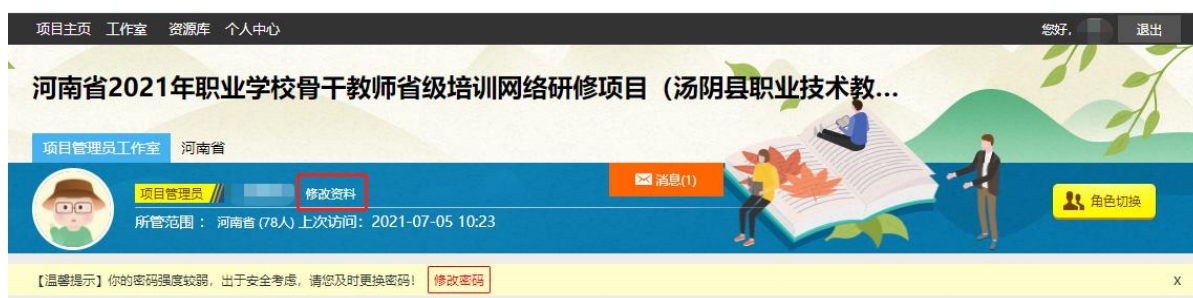 项目主页 工作室 资源库 个人中心 您好, 退出
河南省2021年职业学校骨干教师省级培训网络研修项目（汤阴县职业技术教...
项目管理员工作室 河南省
消息(1)
项目管理员 修改资料
角色切换
所管范围： 河南省 (78人) 上次访问：2021-07-05 10:23
【温馨提示】你的密码强度较弱，出于安全考虑，请您及时更换密码！ 修改密码 x